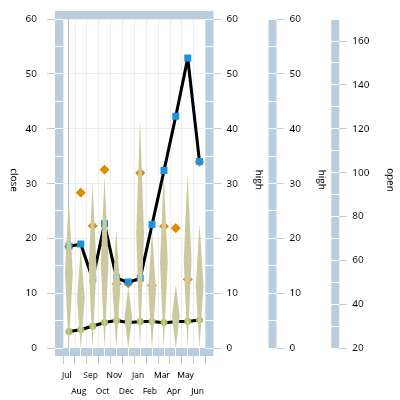 60 60 60
160
50 50 50
140
40 40 40
120
close high high open
30 30 30
100
80
20 20 20
60
10 10 10
40
0 0 0 20
Jul Sep Nov Jan Mar May
Aug Oct Dec Feb Apr Jun